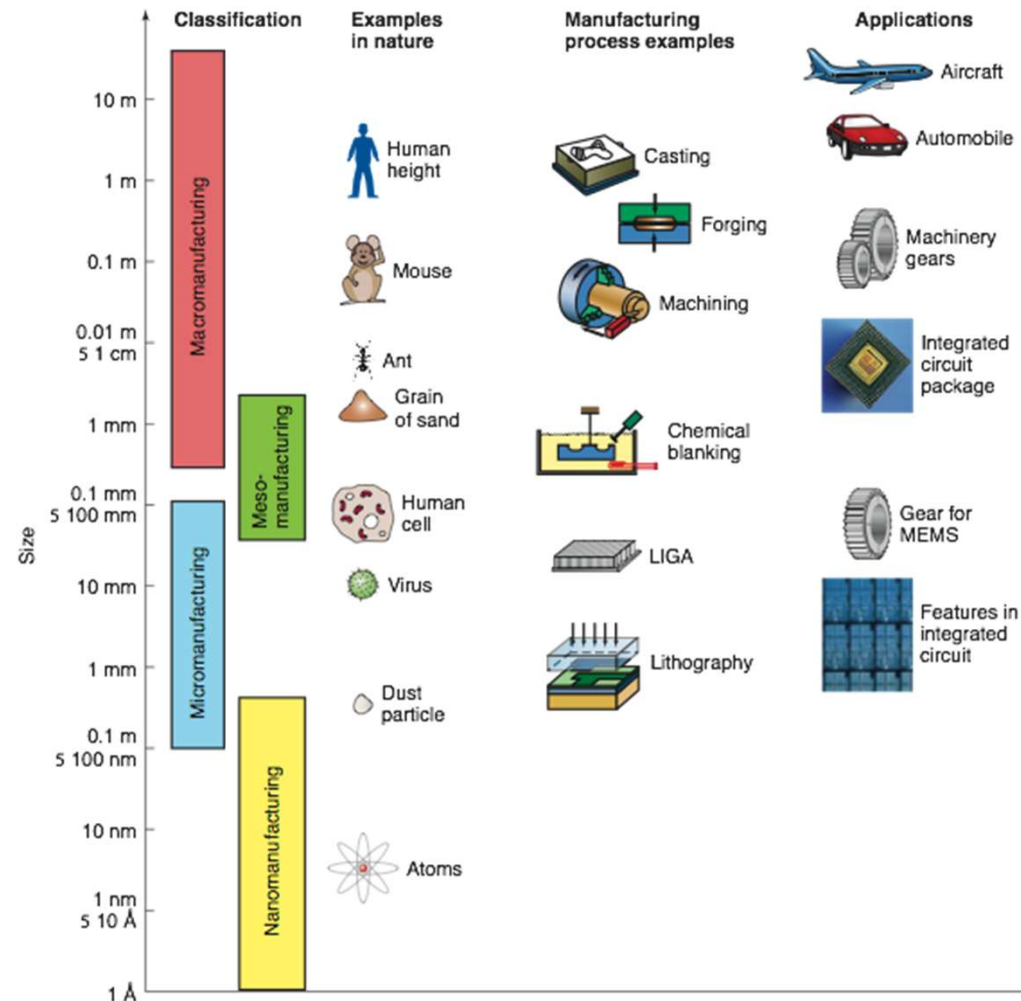 Classification
Examples
in nature
Manufacturing
process examples
Applications
Size
10 m
1 m
0.1 m
0.01 m
5 1 cm
1 mm
0.1 mm
5 100 mm
10 mm
1 mm
0.1 m
5 100 nm
10 nm
1 nm
5 10 Å
1 Å
Macromanufacturing
Meso-
manufacturing
Micromanufacturing
Nanomanufacturing
Human
height
Mouse
Ant
Grain
of sand
Human
cell
Virus
Dust
particle
Atoms
Casting
Forging
Machining
Chemical
blanking
LIGA
Lithography
Aircraft
Automobile
Machinery
gears
Integrated
circuit
package
Gear for
MEMS
Features in
integrated
circuit